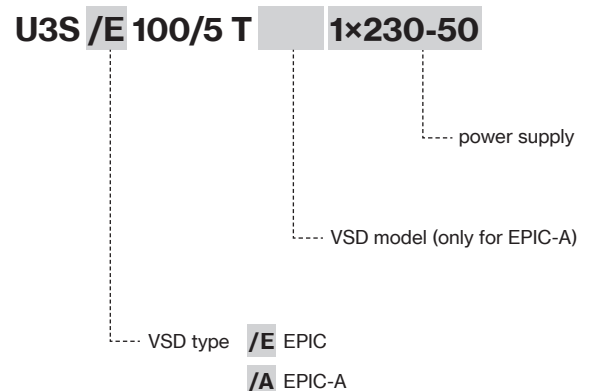 U3S /E 100/5 T 1×230-50
power supply
VSD model (only for EPIC-A)
VSD type /E EPIC
/A EPIC-A